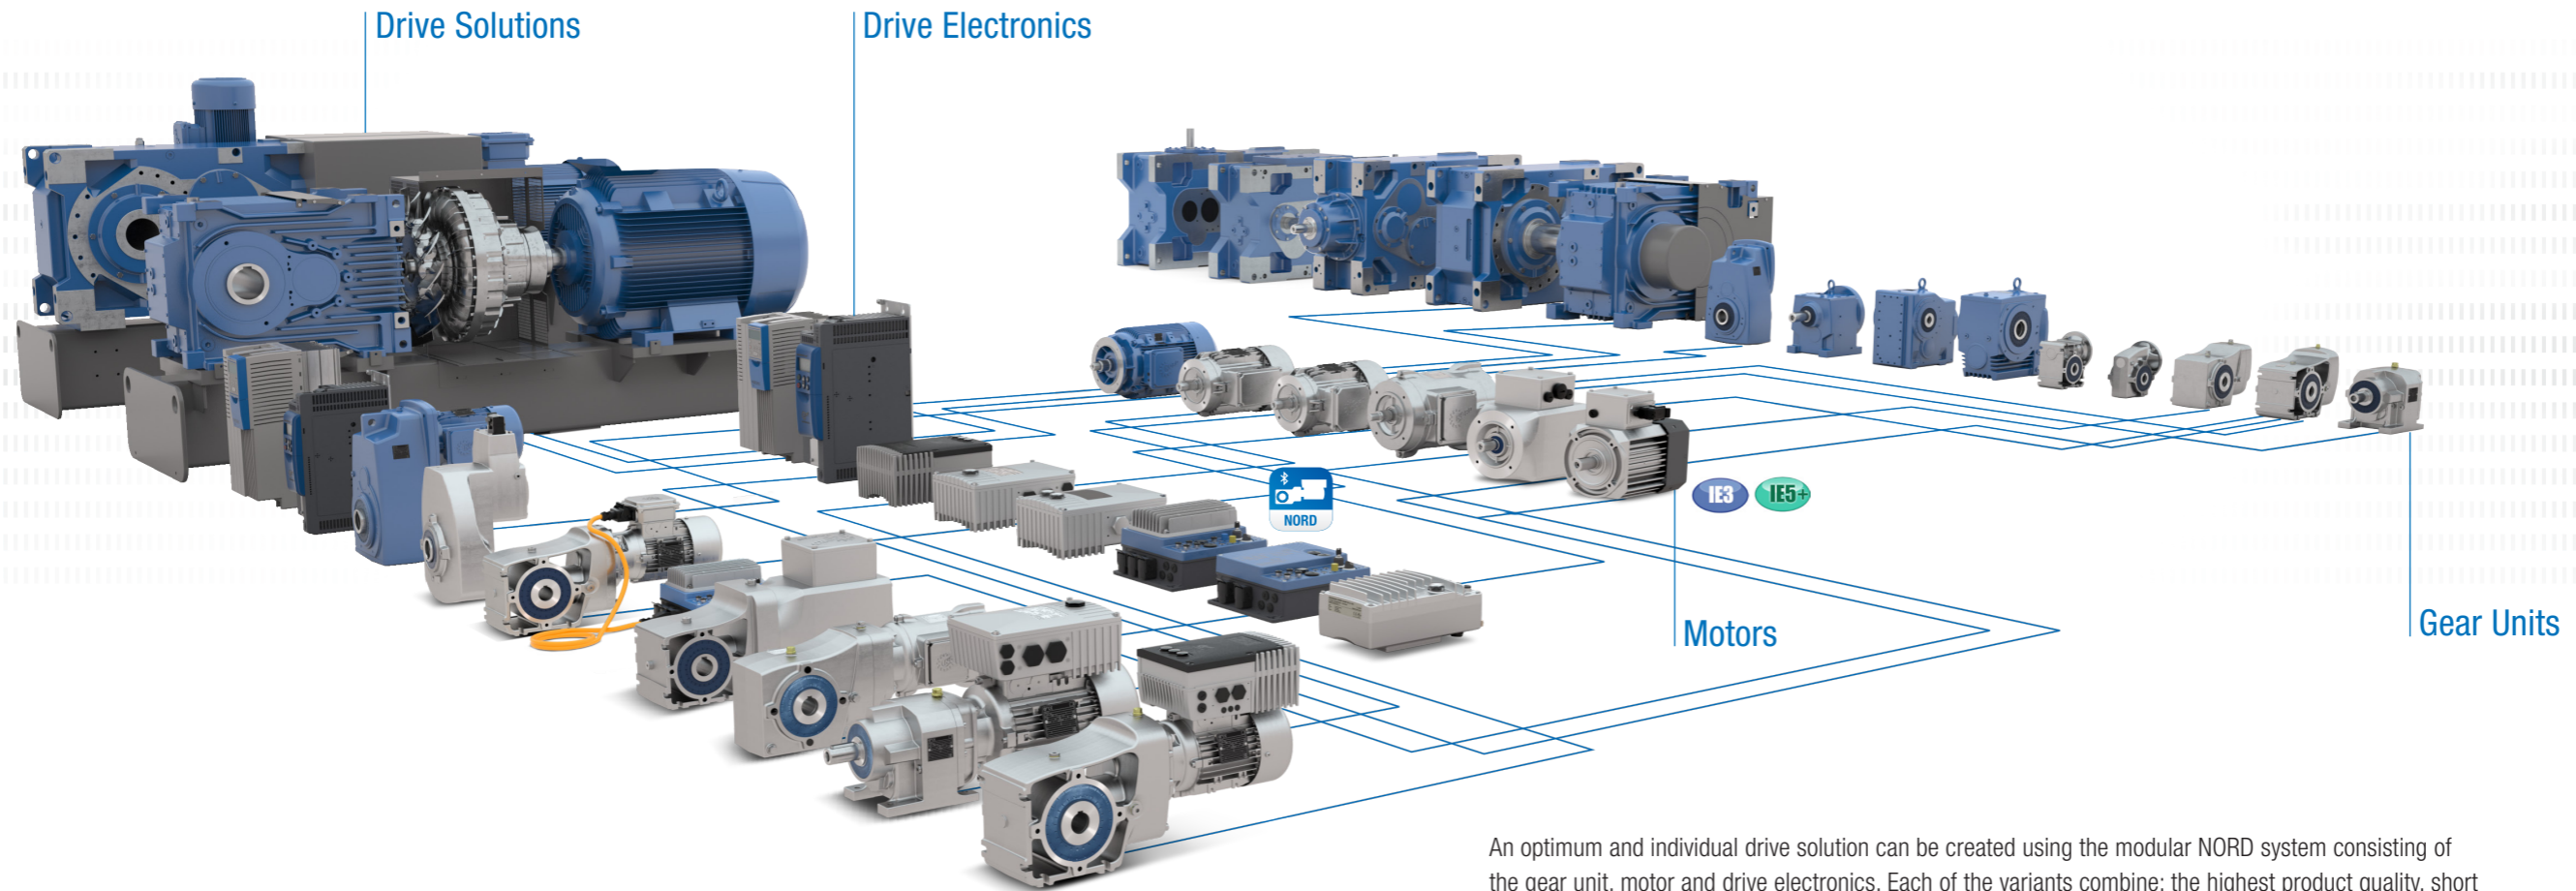 Drive Solutions
Drive Electronics
NORD
IE3
IE5+
Motors
Gear Units
An optimum and individual drive solution can be created using the modular NORD system consisting of
the gear unit, motor and drive electronics. Each of the variants combine: the highest product quality, short